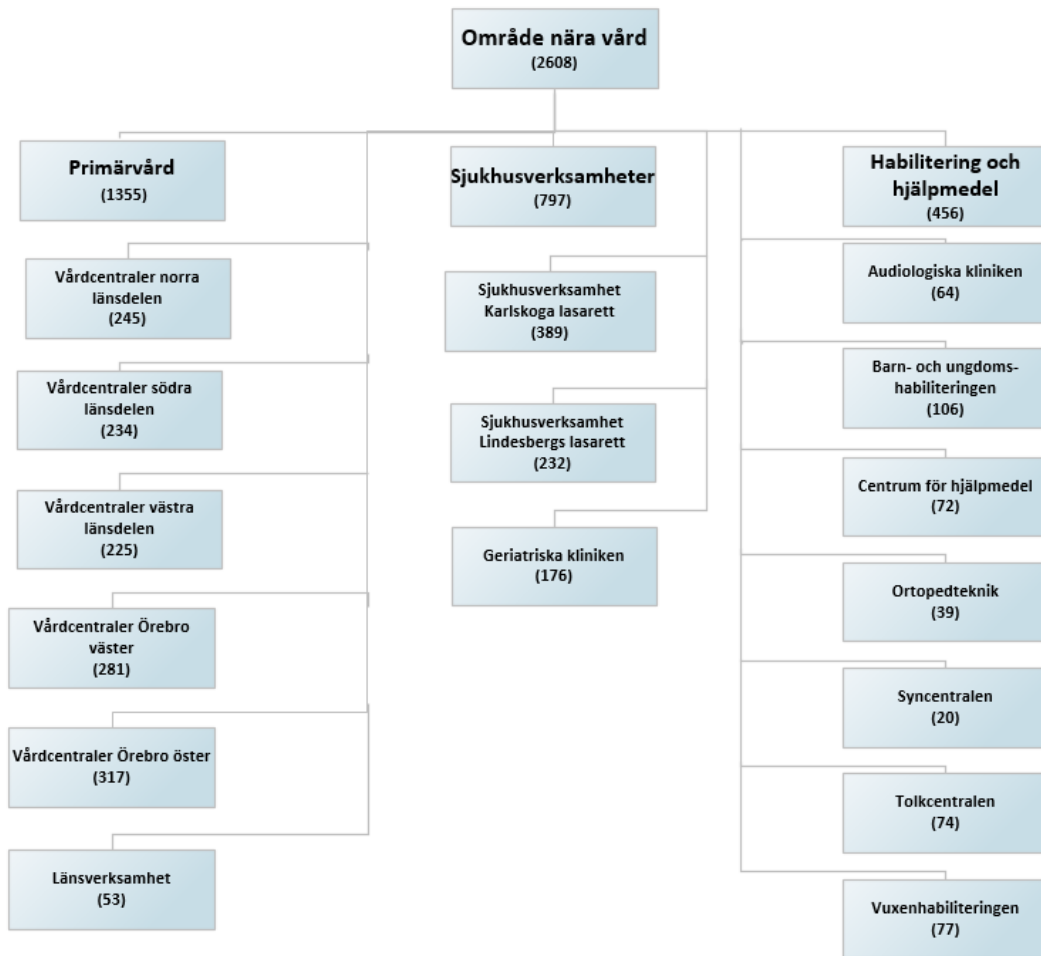 Område nära vård
(2608)
Primärvård
(1355)
Vårdcentraler norra
länsdelen
(245)
Vårdcentraler södra
länsdelen
(234)
Vårdcentraler västra
länsdelen
(225)
Vårdcentraler Örebro
väster
(281)
Vårdcentraler Örebro öster
(317)
Länsverksamhet
(53)
Sjukhusverksamheter
(797)
Sjukhusverksamhet
Karlskoga lasarett
(389)
Sjukhusverksamhet
Lindesbergs lasarett
(232)
Geriatriska kliniken
(176)
Habilitering och
hjälpmedel
(456)
Audiologiska kliniken
(64)
Barn- och ungdoms-
habiliteringen
(106)
Centrum för hjälpmedel
(72)
Ortopedteknik
(39)
Syncentralen
(20)
Tolkcentralen
(74)
Vuxenhabiliteringen
(77)